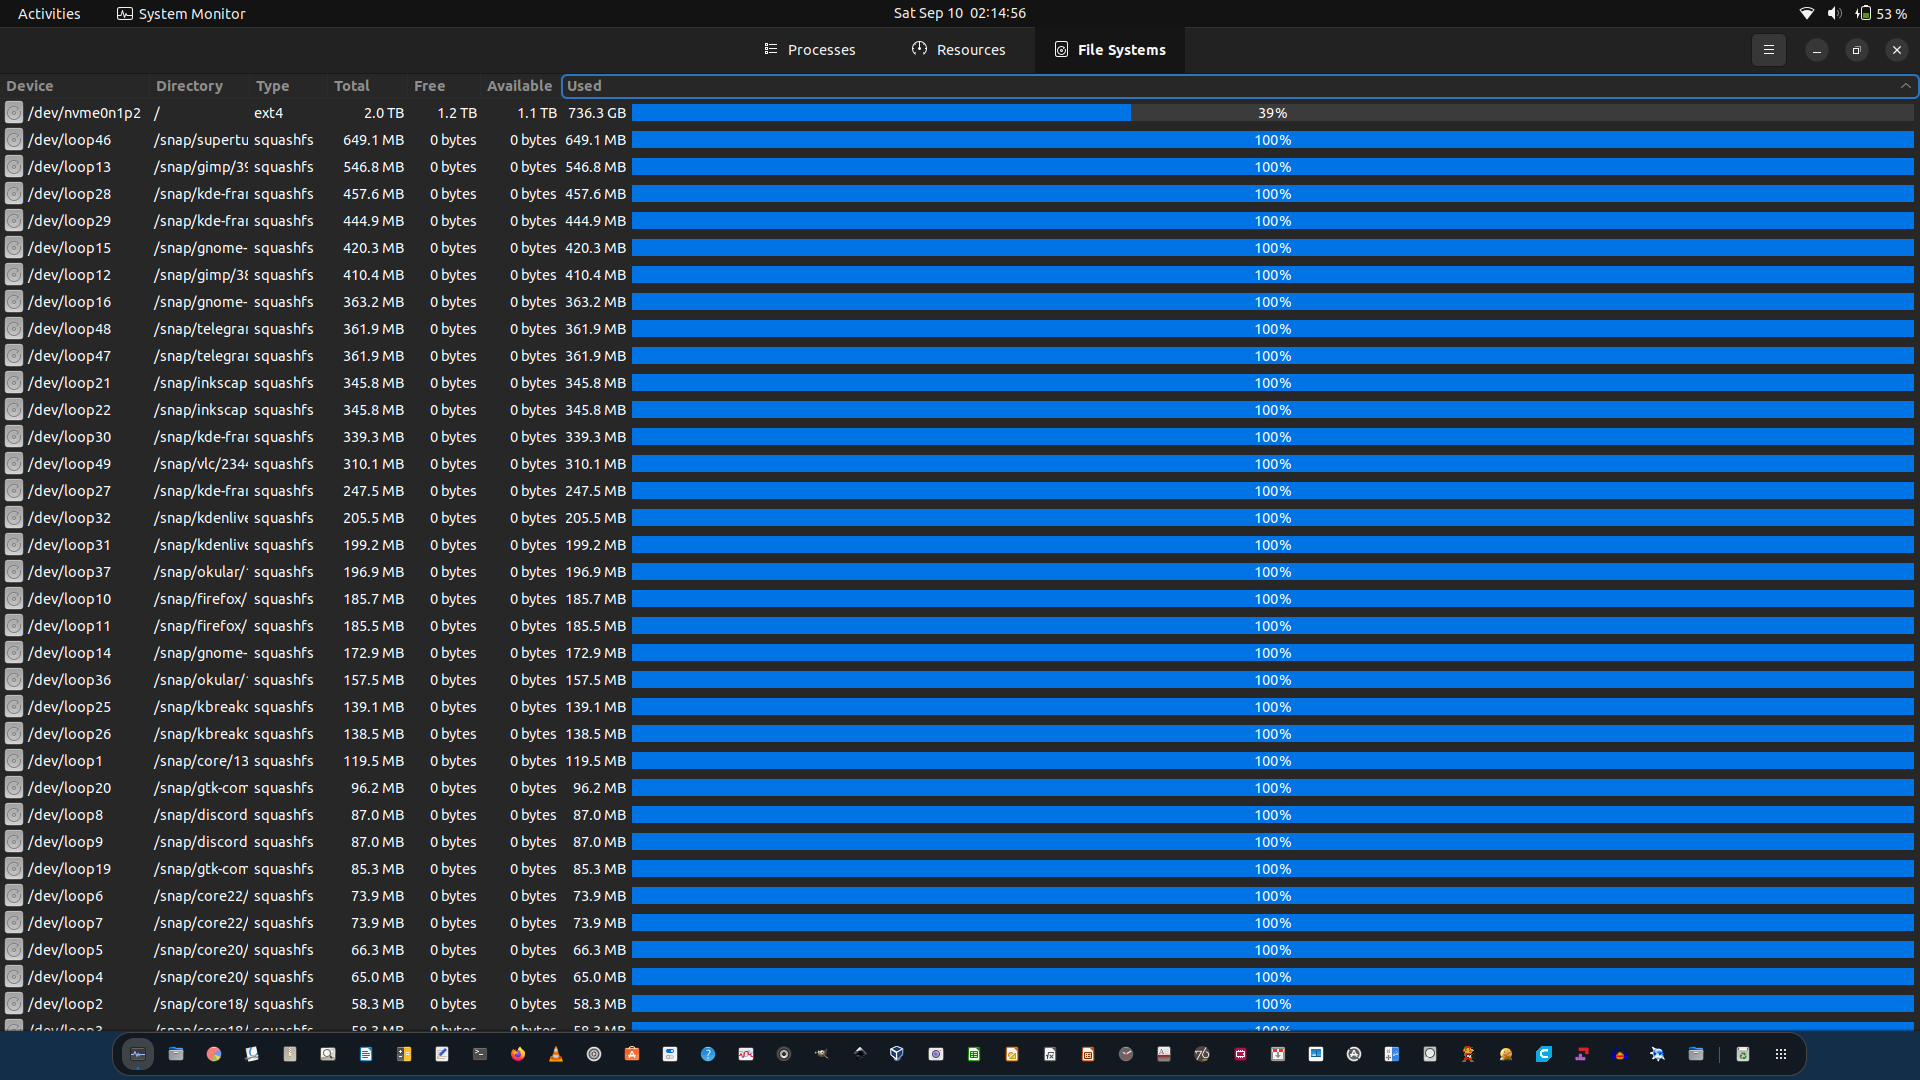 Activities System Monitor Sat Sep 10 02:14:56 53 %
Processes Resources File Systems
Device Directory Type Total Free Available Used
/dev/nvme0n1p2 / ext4 2.0 TB 1.2 TB 1.1 TB 736.3 GB 39%
/dev/loop46 /snap/supertu squashfs 649.1 MB 0 bytes 0 bytes 649.1 MB 100%
/dev/loop13 /snap/gimp/39 squashfs 546.8 MB 0 bytes 0 bytes 546.8 MB 100%
/dev/loop28 /snap/kde-fra squashfs 457.6 MB 0 bytes 0 bytes 457.6 MB 100%
/dev/loop29 /snap/kde-fra squashfs 444.9 MB 0 bytes 0 bytes 444.9 MB 100%
/dev/loop15 /snap/gnome- squashfs 420.3 MB 0 bytes 0 bytes 420.3 MB 100%
/dev/loop12 /snap/gimp/38 squashfs 410.4 MB 0 bytes 0 bytes 410.4 MB 100%
/dev/loop16 /snap/gnome- squashfs 363.2 MB 0 bytes 0 bytes 363.2 MB 100%
/dev/loop48 /snap/telegra squashfs 361.9 MB 0 bytes 0 bytes 361.9 MB 100%
/dev/loop47 /snap/telegra squashfs 361.9 MB 0 bytes 0 bytes 361.9 MB 100%
/dev/loop21 /snap/inkscap squashfs 345.8 MB 0 bytes 0 bytes 345.8 MB 100%
/dev/loop22 /snap/inkscap squashfs 345.8 MB 0 bytes 0 bytes 345.8 MB 100%
/dev/loop30 /snap/kde-fra squashfs 339.3 MB 0 bytes 0 bytes 339.3 MB 100%
/dev/loop49 /snap/vlc/234 squashfs 310.1 MB 0 bytes 0 bytes 310.1 MB 100%
/dev/loop27 /snap/kde-fra squashfs 247.5 MB 0 bytes 0 bytes 247.5 MB 100%
/dev/loop32 /snap/kdenlive squashfs 205.5 MB 0 bytes 0 bytes 205.5 MB 100%
/dev/loop31 /snap/kdenlive squashfs 199.2 MB 0 bytes 0 bytes 199.2 MB 100%
/dev/loop37 /snap/okular/ squashfs 196.9 MB 0 bytes 0 bytes 196.9 MB 100%
/dev/loop10 /snap/firefox/ squashfs 185.7 MB 0 bytes 0 bytes 185.7 MB 100%
/dev/loop11 /snap/firefox/ squashfs 185.5 MB 0 bytes 0 bytes 185.5 MB 100%
/dev/loop14 /snap/gnome- squashfs 172.9 MB 0 bytes 0 bytes 172.9 MB 100%
/dev/loop36 /snap/okular/ squashfs 157.5 MB 0 bytes 0 bytes 157.5 MB 100%
/dev/loop25 /snap/kbreako squashfs 139.1 MB 0 bytes 0 bytes 139.1 MB 100%
/dev/loop26 /snap/kbreako squashfs 138.5 MB 0 bytes 0 bytes 138.5 MB 100%
/dev/loop1 /snap/core/13 squashfs 119.5 MB 0 bytes 0 bytes 119.5 MB 100%
/dev/loop20 /snap/gtk-com squashfs 96.2 MB 0 bytes 0 bytes 96.2 MB 100%
/dev/loop8 /snap/discord squashfs 87.0 MB 0 bytes 0 bytes 87.0 MB 100%
/dev/loop9 /snap/discord squashfs 87.0 MB 0 bytes 0 bytes 87.0 MB 100%
/dev/loop19 /snap/gtk-com squashfs 85.3 MB 0 bytes 0 bytes 85.3 MB 100%
/dev/loop6 /snap/core22/ squashfs 73.9 MB 0 bytes 0 bytes 73.9 MB 100%
/dev/loop7 /snap/core22/ squashfs 73.9 MB 0 bytes 0 bytes 73.9 MB 100%
/dev/loop5 /snap/core20/ squashfs 66.3 MB 0 bytes 0 bytes 66.3 MB 100%
/dev/loop4 /snap/core20/ squashfs 65.0 MB 0 bytes 0 bytes 65.0 MB 100%
/dev/loop2 /snap/core18/ squashfs 58.3 MB 0 bytes 0 bytes 58.3 MB 100%
/dev/loop3 /snap/core18/ squashfs 58.3 MB 0 bytes 0 bytes 58.3 MB 100%